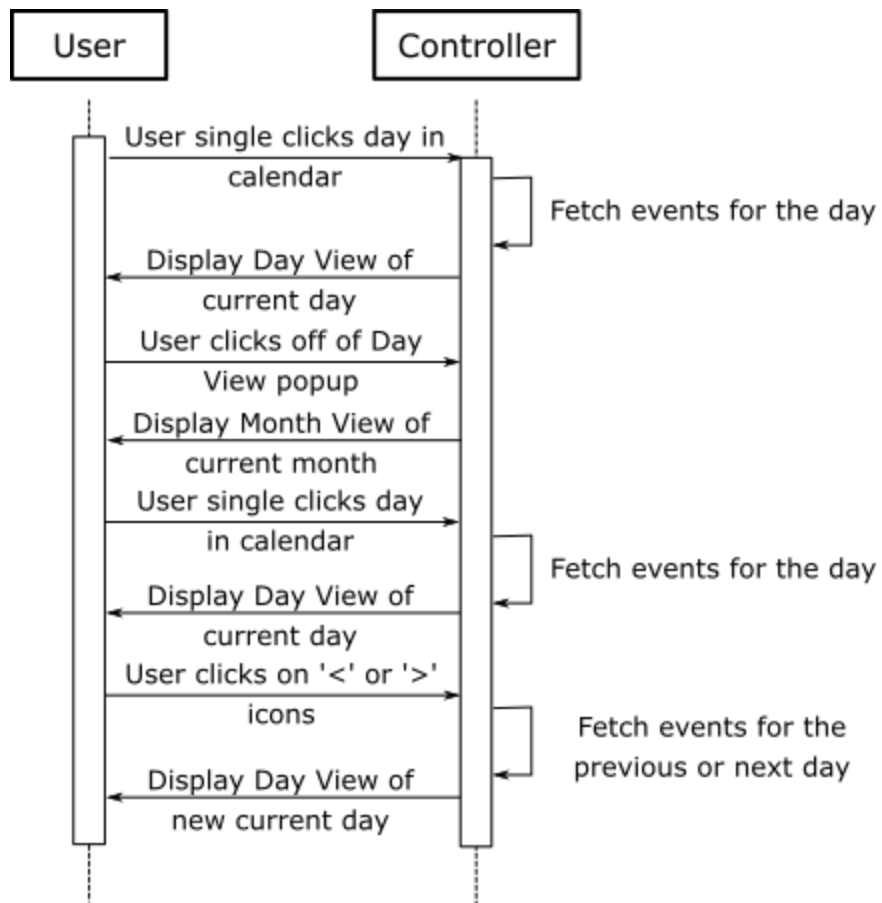 User
Controller
User single clicks day in
calendar
Fetch events for the day
Display Day View of
current day
User clicks off of Day
View popup
Display Month View of
current month
User single clicks day
in calendar
Fetch events for the day
Display Day View of
current day
User clicks on '<' or '>'
icons
Fetch events for the
previous or next day
Display Day View of
new current day